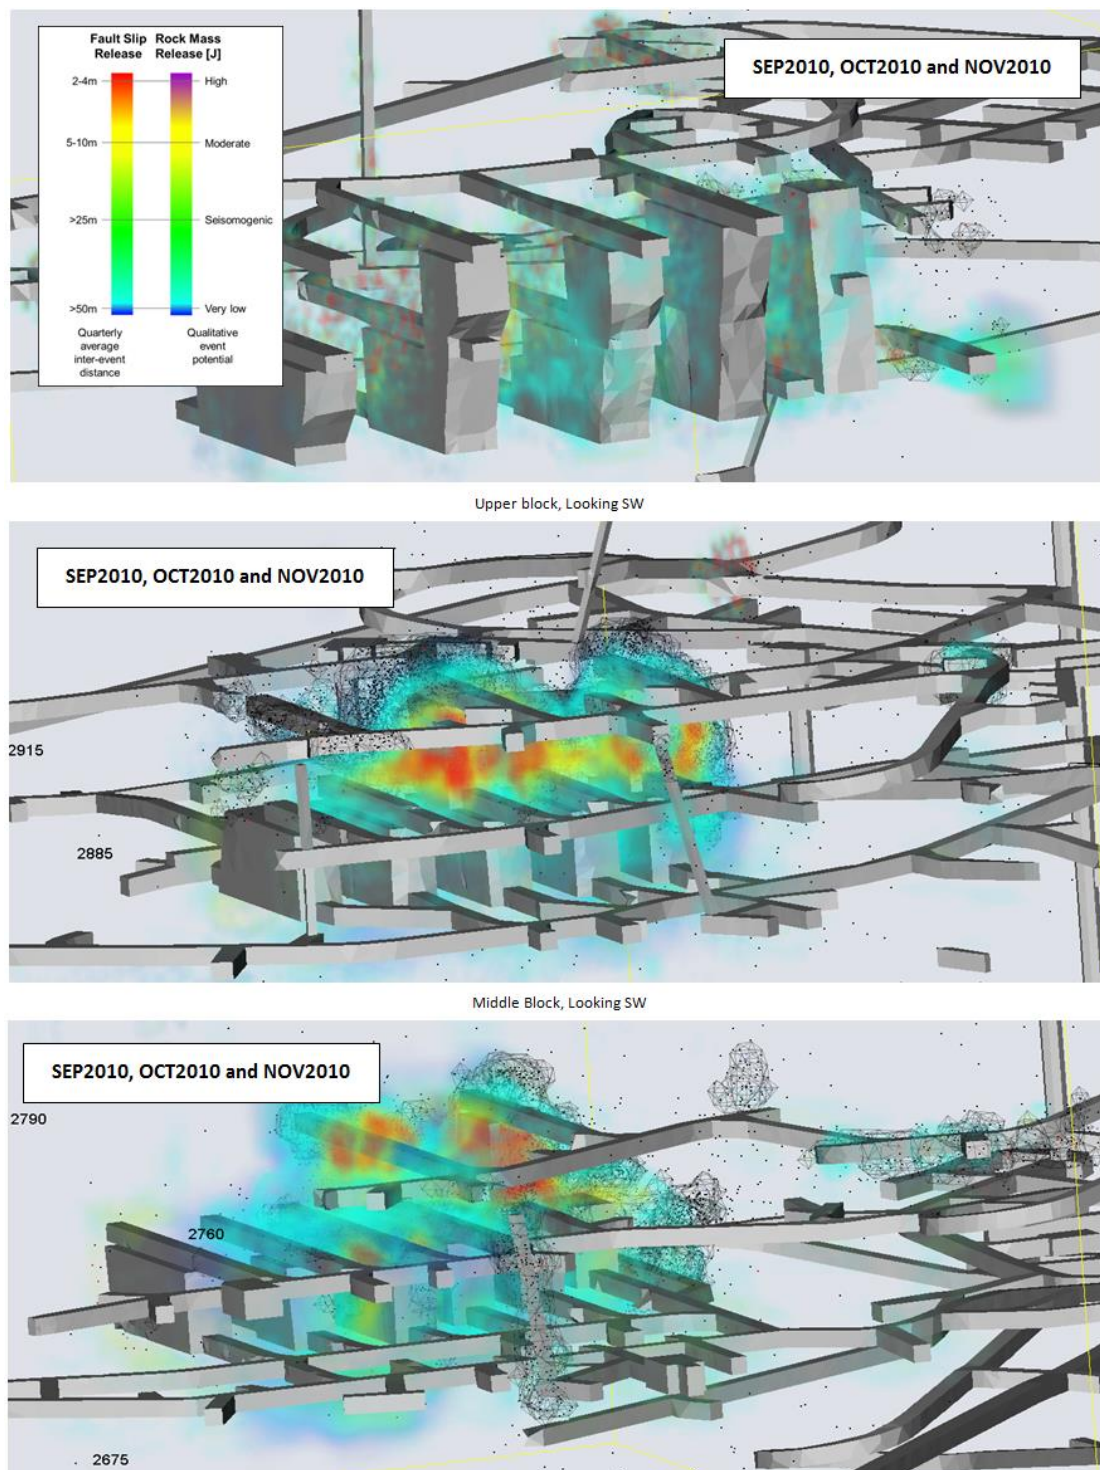 Fault Slip Rock Mass
Release Release [J]
2-4m High
5-10m Moderate
>25m Seisomogenic
>50m Very low
Quarterly
average
inter-event
distance
Qualitative
event
potential
SEP2010, OCT2010 and NOV2010
Upper block, Looking SW
SEP2010, OCT2010 and NOV2010
2915
2885
Middle Block, Looking SW
SEP2010, OCT2010 and NOV2010
2790
2760
2675